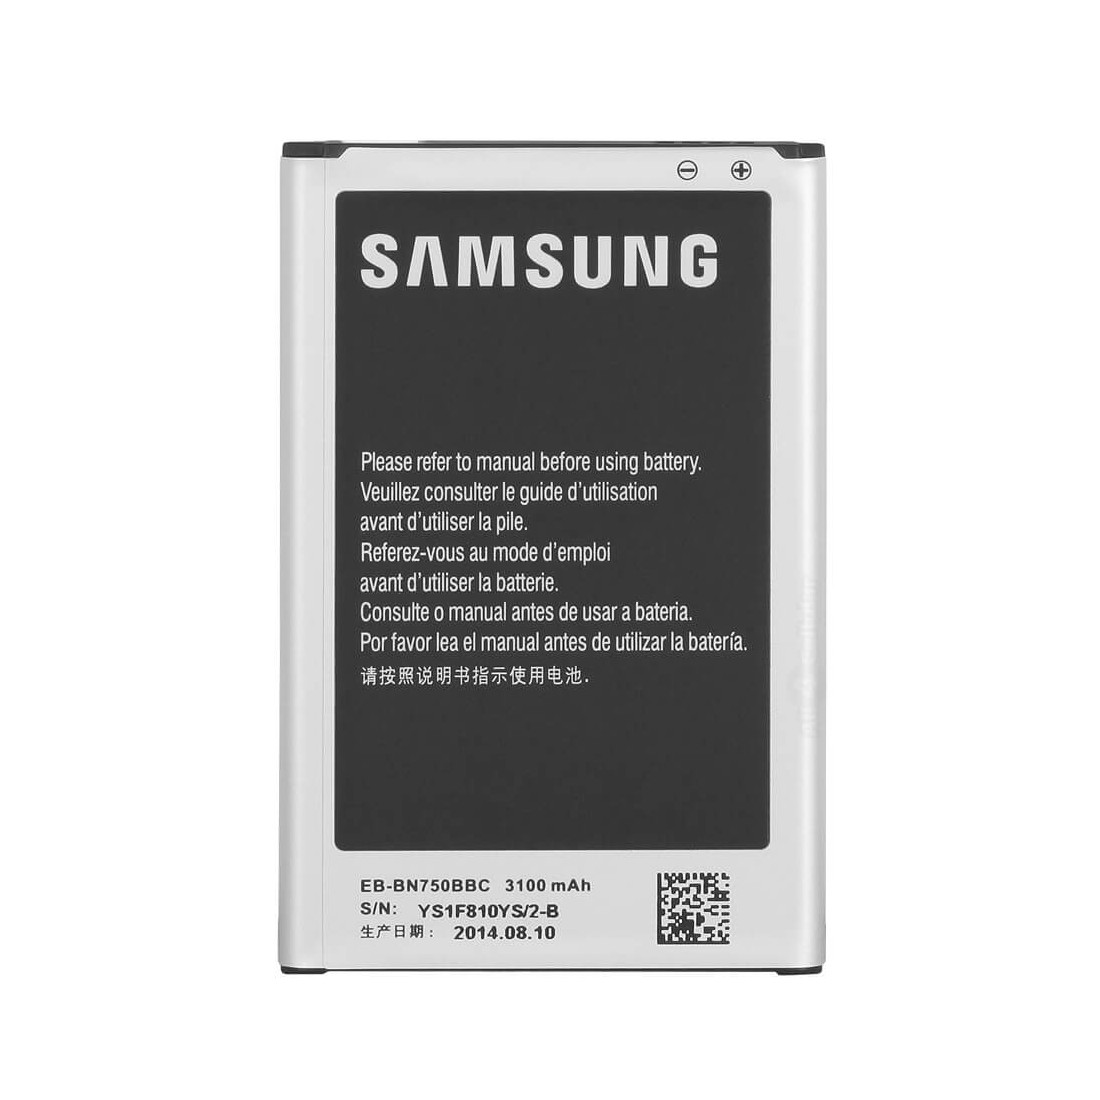 SAMSUNG
Please refer to manual before using battery.
Veuillez consulter le guide d'utilisation
avant d'utiliser la pile.
Referez-vous au mode d'emploi
avant d'utiliser la batterie.
Consulte o manual antes de usar a bateria.
Por favor lea el manual antes de utilizar la batería.
请按照说明书指示使用电池.
EB-BN750BBC 3100 mAh
S/N: YS1F810YS/2-B
生产日期: 2014.08.10